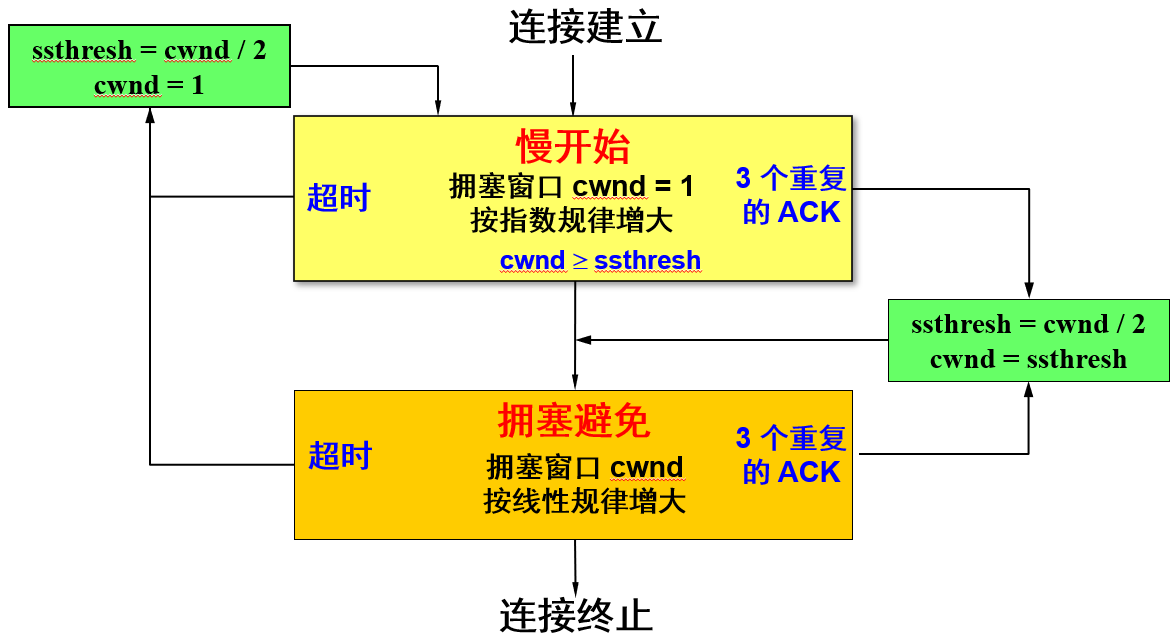 连接建立
ssthresh = cwnd / 2
cwnd = 1
慢开始
拥塞窗口 cwnd = 1
按指数规律增大
cwnd ≥ ssthresh
超时
3 个重复
的 ACK
ssthresh = cwnd / 2
cwnd = ssthresh
拥塞避免
拥塞窗口 cwnd
按线性规律增大
超时
3 个重复
的 ACK
连接终止